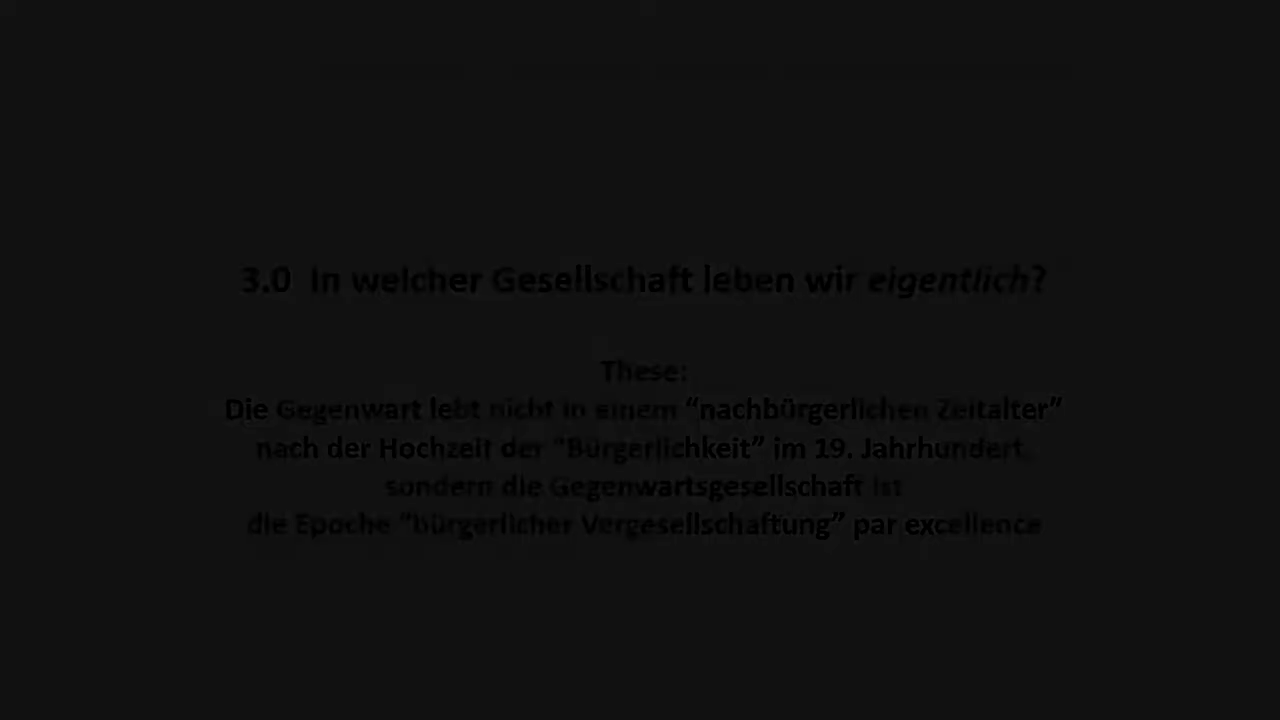 3.0 In welcher Gesellschaft leben wir eigentlich?
These:
Die Gegenwart lebt nicht in einem “nachbürgerlichen Zeitalter”
nach der Hochzeit der “Bürgerlichkeit” im 19. Jahrhundert,
sondern die Gegenwartsgesellschaft ist
die Epoche “bürgerlicher Vergesellschaftung” par excellence